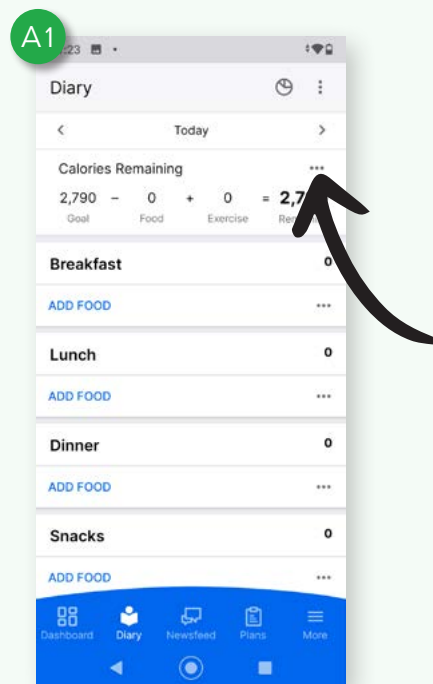 A1
:23
Diary
Today
Calories Remaining
2,790 - 0 + 0 = 2,7
Goal Food Exercise
Breakfast 0
ADD FOOD
Lunch 0
ADD FOOD
Dinner 0
ADD FOOD
Snacks 0
ADD FOOD
Dashboard Diary Newsfeed Plans More